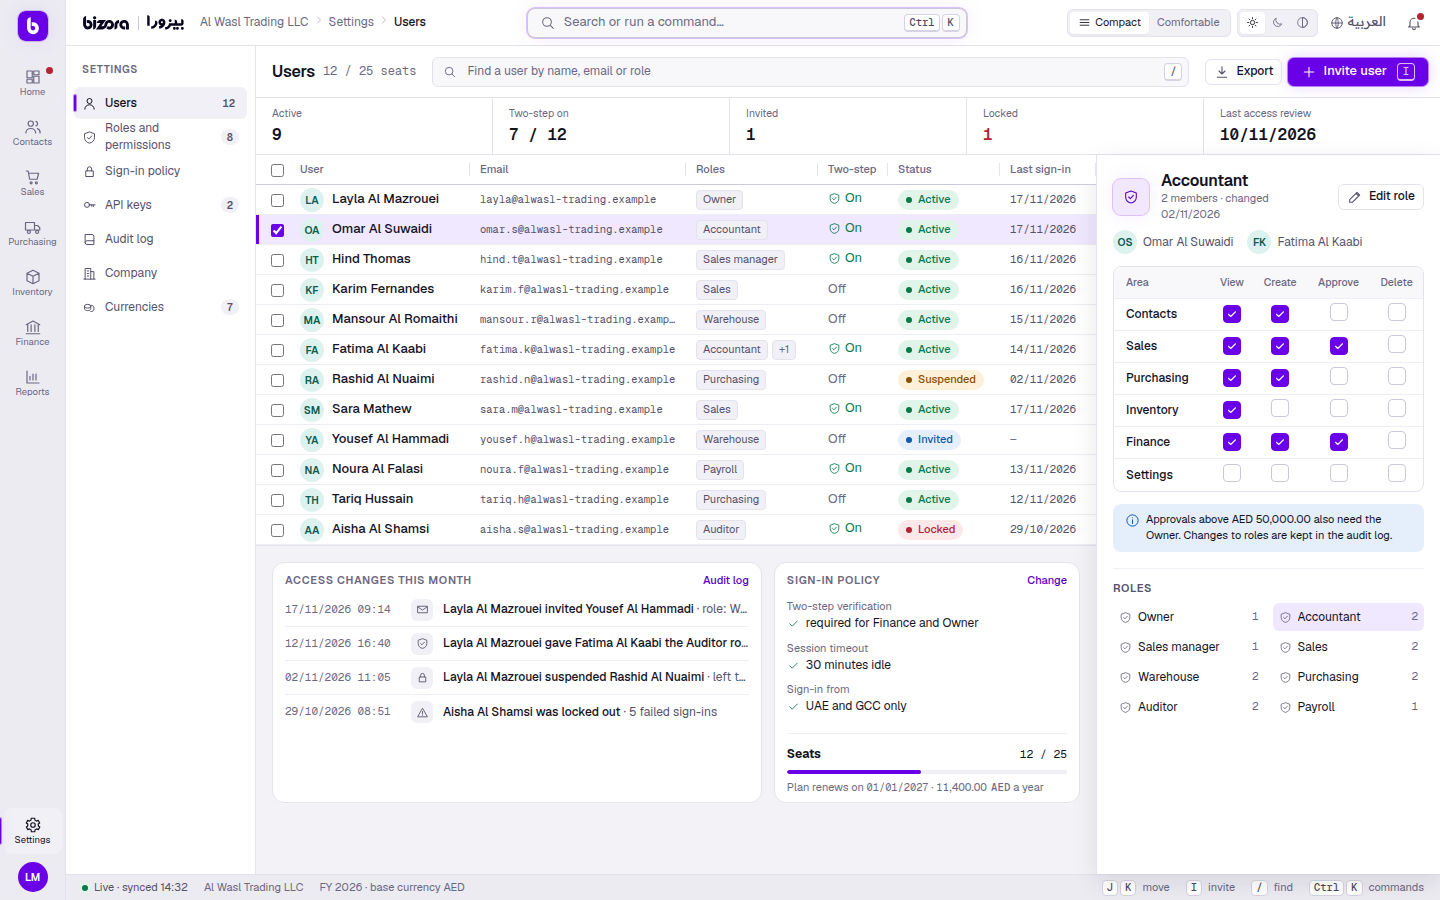 bizora | بيزورا
Al Wasl Trading LLC > Settings > Users
Search or run a command… Ctrl K
Compact Comfortable
العربية
Home
Contacts
Sales
Purchasing
Inventory
Finance
Reports
Settings
LM
SETTINGS
Users 12
Roles and permissions 8
Sign-in policy
API keys 2
Audit log
Company
Currencies 7
Users 12 / 25 seats
Find a user by name, email or role /
Export
Invite user I
Active 9
Two-step on 7 / 12
Invited 1
Locked 1
Last access review 10/11/2026
User Email Roles Two-step Status Last sign-in
LA Layla Al Mazrouei layla@alwasl-trading.example Owner On Active 17/11/2026
OA Omar Al Suwaidi omar.s@alwasl-trading.example Accountant On Active 17/11/2026
HT Hind Thomas hind.t@alwasl-trading.example Sales manager On Active 16/11/2026
KF Karim Fernandes karim.f@alwasl-trading.example Sales Off Active 16/11/2026
MA Mansour Al Romaithi mansour.r@alwasl-trading.examp… Warehouse Off Active 15/11/2026
FA Fatima Al Kaabi fatima.k@alwasl-trading.example Accountant +1 On Active 14/11/2026
RA Rashid Al Nuaimi rashid.n@alwasl-trading.example Purchasing Off Suspended 02/11/2026
SM Sara Mathew sara.m@alwasl-trading.example Sales On Active 17/11/2026
YA Yousef Al Hammadi yousef.h@alwasl-trading.example Warehouse Off Invited –
NA Noura Al Falasi noura.f@alwasl-trading.example Payroll On Active 13/11/2026
TH Tariq Hussain tariq.h@alwasl-trading.example Purchasing Off Active 12/11/2026
AA Aisha Al Shamsi aisha.s@alwasl-trading.example Auditor On Locked 29/10/2026
ACCESS CHANGES THIS MONTH Audit log
17/11/2026 09:14 Layla Al Mazrouei invited Yousef Al Hammadi · role: W…
12/11/2026 16:40 Layla Al Mazrouei gave Fatima Al Kaabi the Auditor ro…
02/11/2026 11:05 Layla Al Mazrouei suspended Rashid Al Nuaimi · left t…
29/10/2026 08:51 Aisha Al Shamsi was locked out · 5 failed sign-ins
SIGN-IN POLICY Change
Two-step verification
required for Finance and Owner
Session timeout
30 minutes idle
Sign-in from
UAE and GCC only
Seats 12 / 25
Plan renews on 01/01/2027 · 11,400.00 AED a year
Accountant
2 members · changed
02/11/2026
Edit role
OS Omar Al Suwaidi FK Fatima Al Kaabi
Area View Create Approve Delete
Contacts
Sales
Purchasing
Inventory
Finance
Settings
Approvals above AED 50,000.00 also need the
Owner. Changes to roles are kept in the audit log.
ROLES
Owner 1 Accountant 2
Sales manager 1 Sales 2
Warehouse 2 Purchasing 2
Auditor 2 Payroll 1
Live · synced 14:32 Al Wasl Trading LLC FY 2026 · base currency AED
J K move I invite / find Ctrl K commands